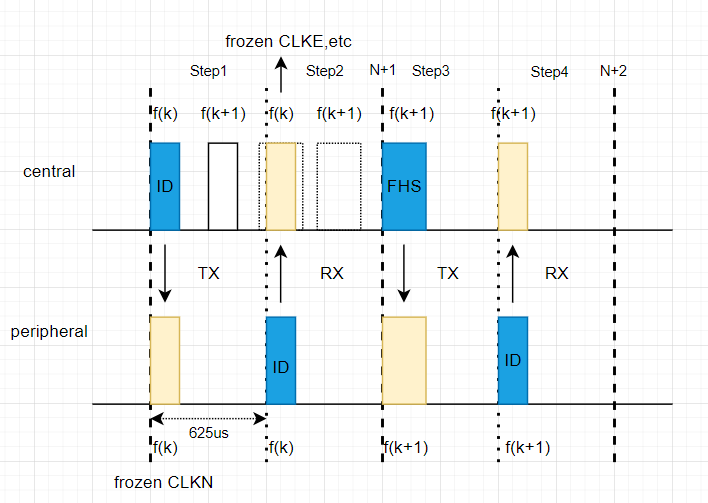 frozen CLKE,etc
Step1 Step2 N+1 Step3 Step4 N+2
f(k) f(k+1) f(k) f(k+1) f(k+1) f(k+1)
central
ID FHS
TX RX TX RX
peripheral
ID ID
625us
f(k) f(k) f(k+1) f(k+1)
frozen CLKN